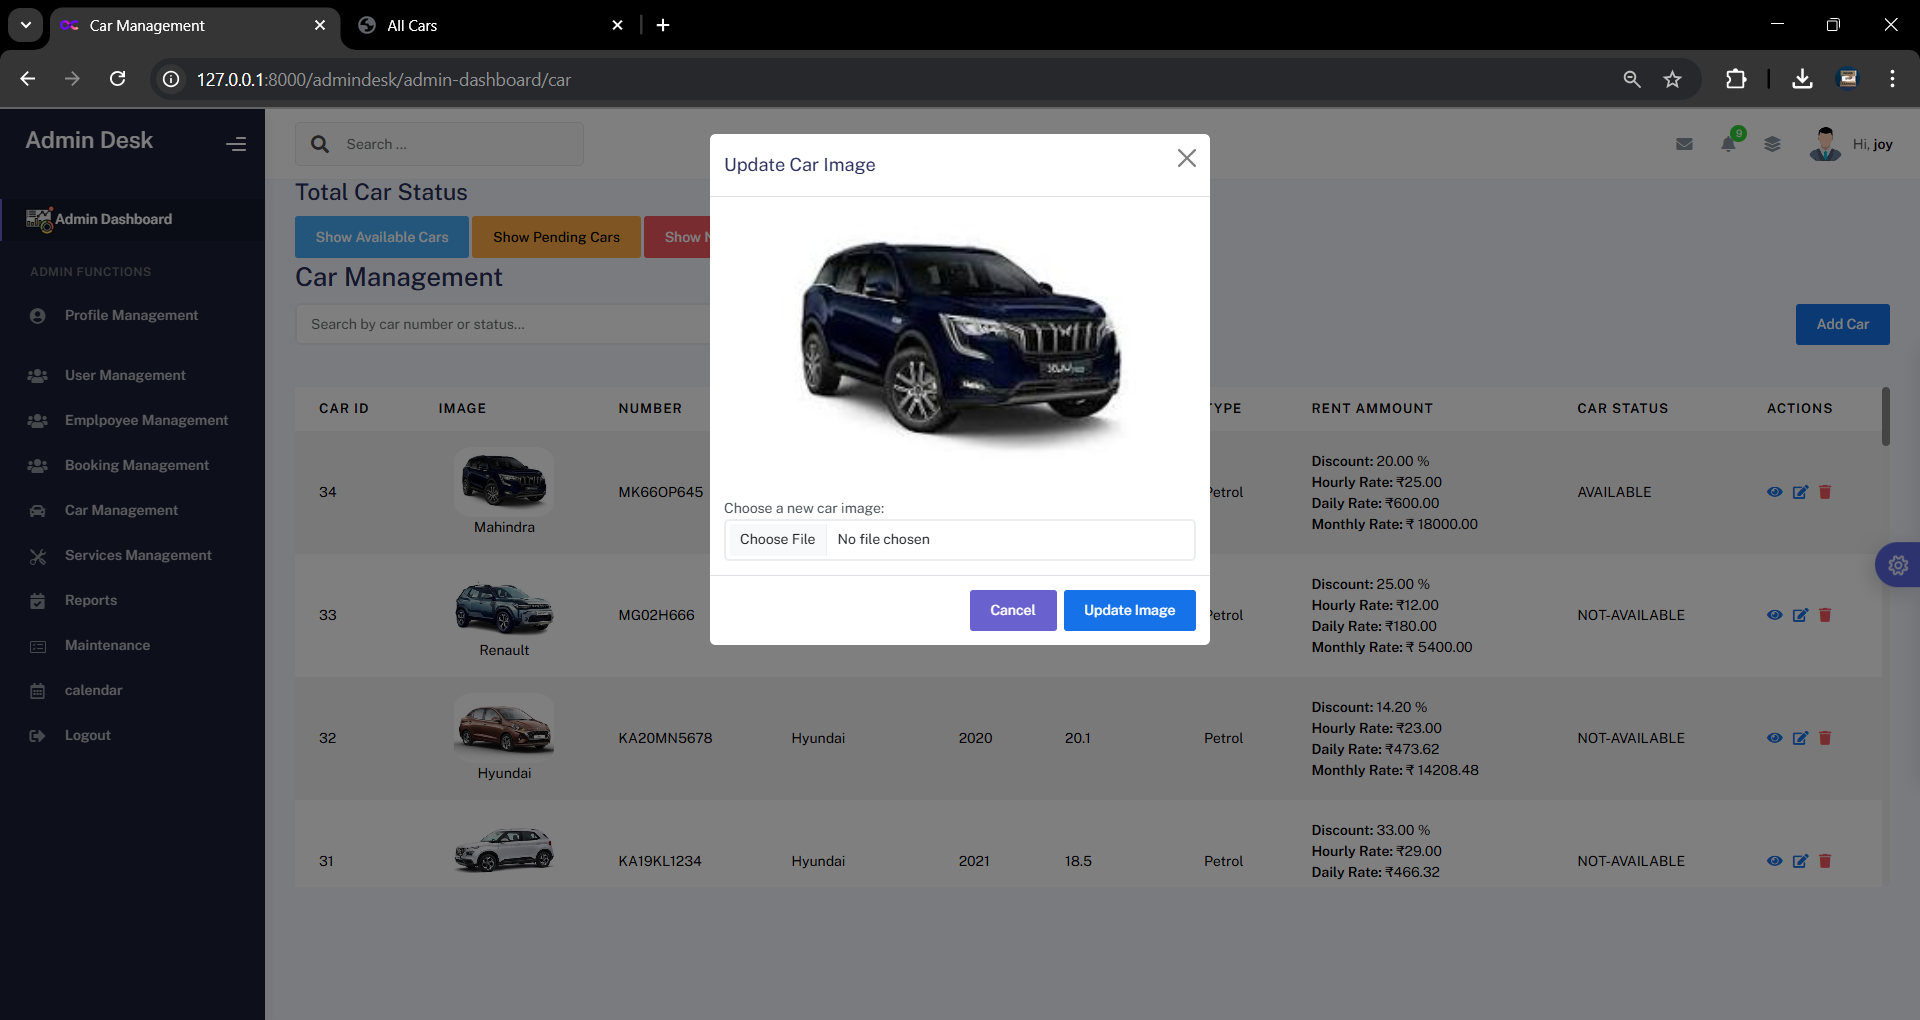 Car Management
All Cars
127.0.0.1:8000/admindesk/admin-dashboard/car
Admin Desk
Search ...
9
Hi, joy
Admin Dashboard
ADMIN FUNCTIONS
Profile Management
User Management
Emplpoyee Management
Booking Management
Car Management
Services Management
Reports
Maintenance
calendar
Logout
Total Car Status
Show Available Cars
Show Pending Cars
Show N
Car Management
Search by car number or status...
Add Car
Update Car Image
Choose a new car image:
Choose File No file chosen
Cancel
Update Image
CAR ID IMAGE NUMBER YPE RENT AMMOUNT CAR STATUS ACTIONS
34
Mahindra
MK66OP645
Petrol
Discount: 20.00 %
Hourly Rate: ₹25.00
Daily Rate: ₹600.00
Monthly Rate: ₹ 18000.00
AVAILABLE
33
Renault
MG02H666
Petrol
Discount: 25.00 %
Hourly Rate: ₹12.00
Daily Rate: ₹180.00
Monthly Rate: ₹ 5400.00
NOT-AVAILABLE
32
Hyundai
KA20MN5678
Hyundai
2020
20.1
Petrol
Discount: 14.20 %
Hourly Rate: ₹23.00
Daily Rate: ₹473.62
Monthly Rate: ₹ 14208.48
NOT-AVAILABLE
31
KA19KL1234
Hyundai
2021
18.5
Petrol
Discount: 33.00 %
Hourly Rate: ₹29.00
Daily Rate: ₹466.32
NOT-AVAILABLE